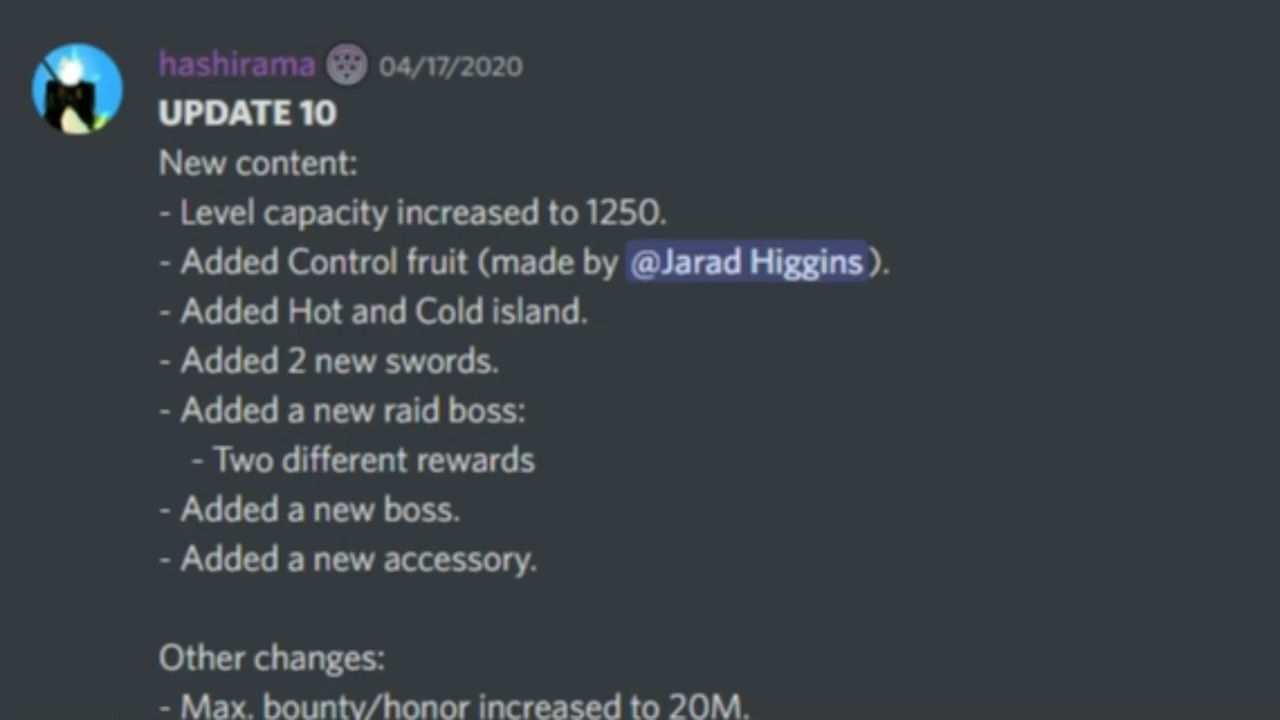 hashirama 04/17/2020
UPDATE 10
New content:
- Level capacity increased to 1250.
- Added Control fruit (made by @Jarad Higgins).
- Added Hot and Cold island.
- Added 2 new swords.
- Added a new raid boss:
- Two different rewards
- Added a new boss.
- Added a new accessory.
Other changes:
- Max. bounty/honor increased to 20M.